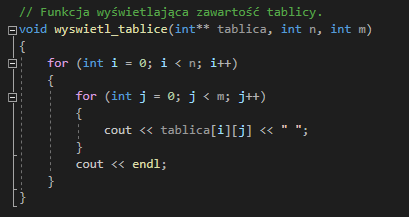 // Funkcja wyświetlająca zawartość tablicy.
void wyswietl_tablice(int** tablica, int n, int m)
{
    for (int i = 0; i < n; i++)
    {
        for (int j = 0; j < m; j++)
        {
            cout << tablica[i][j] << " ";
        }
        cout << endl;
    }
}